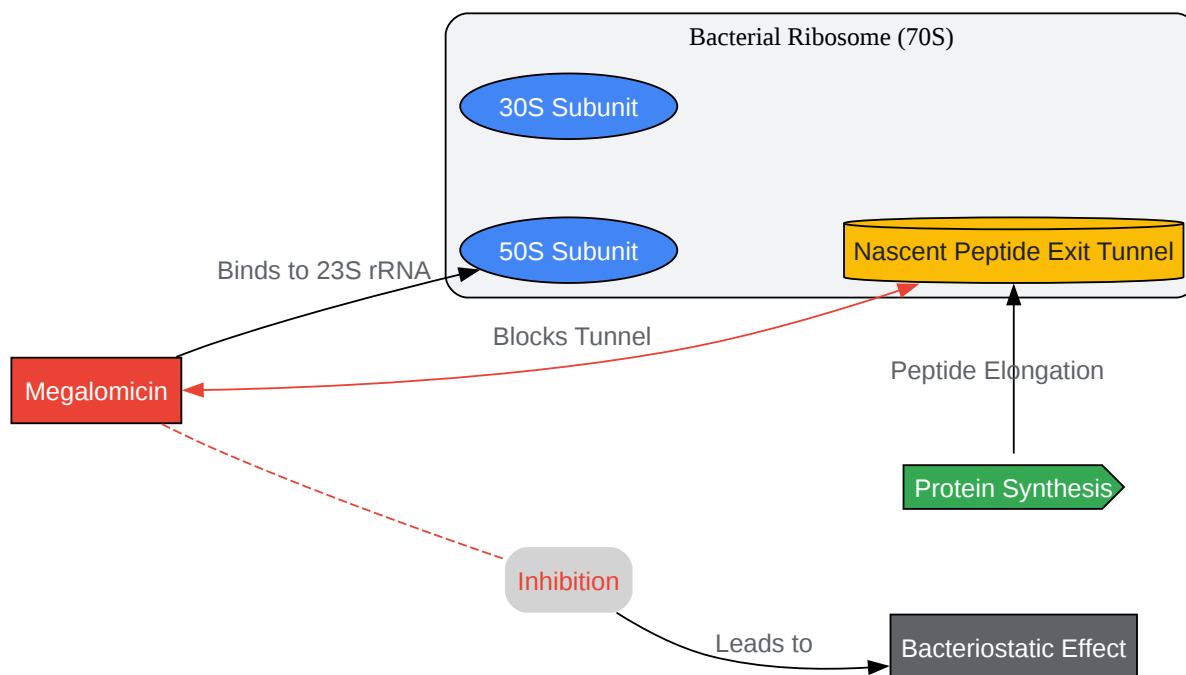 Bacterial Ribosome (70S)
30S Subunit
50S Subunit
Nascent Peptide Exit Tunnel
Binds to 23S rRNA
Blocks Tunnel
Peptide Elongation
Megalomicin
Protein Synthesis
Inhibition
Leads to
Bacteriostatic Effect